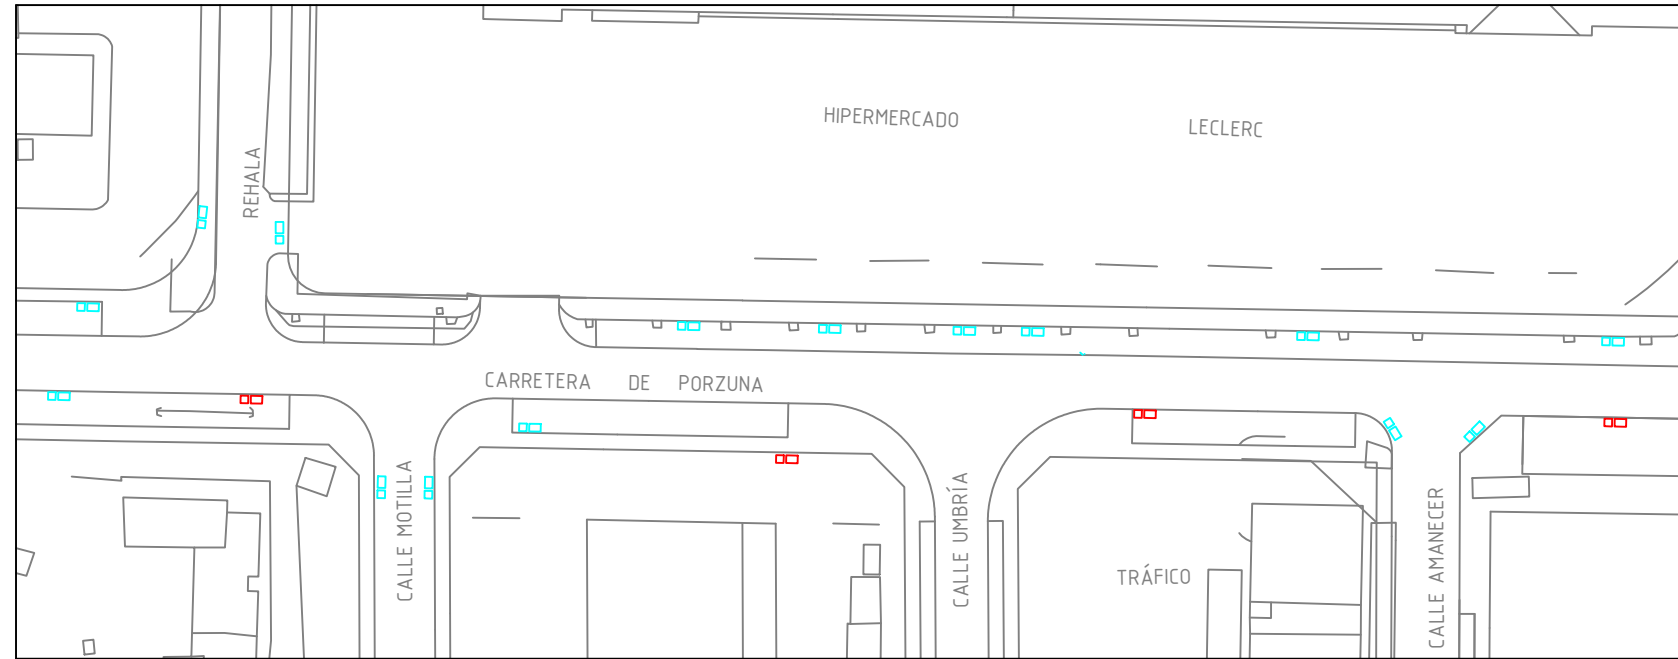 HIPERMERCADO LECLERC
REHALA
CARRETERA DE PORZUNA
CALLE MOTILLA
CALLE UMBRÍA
TRÁFICO
CALLE AMANECER